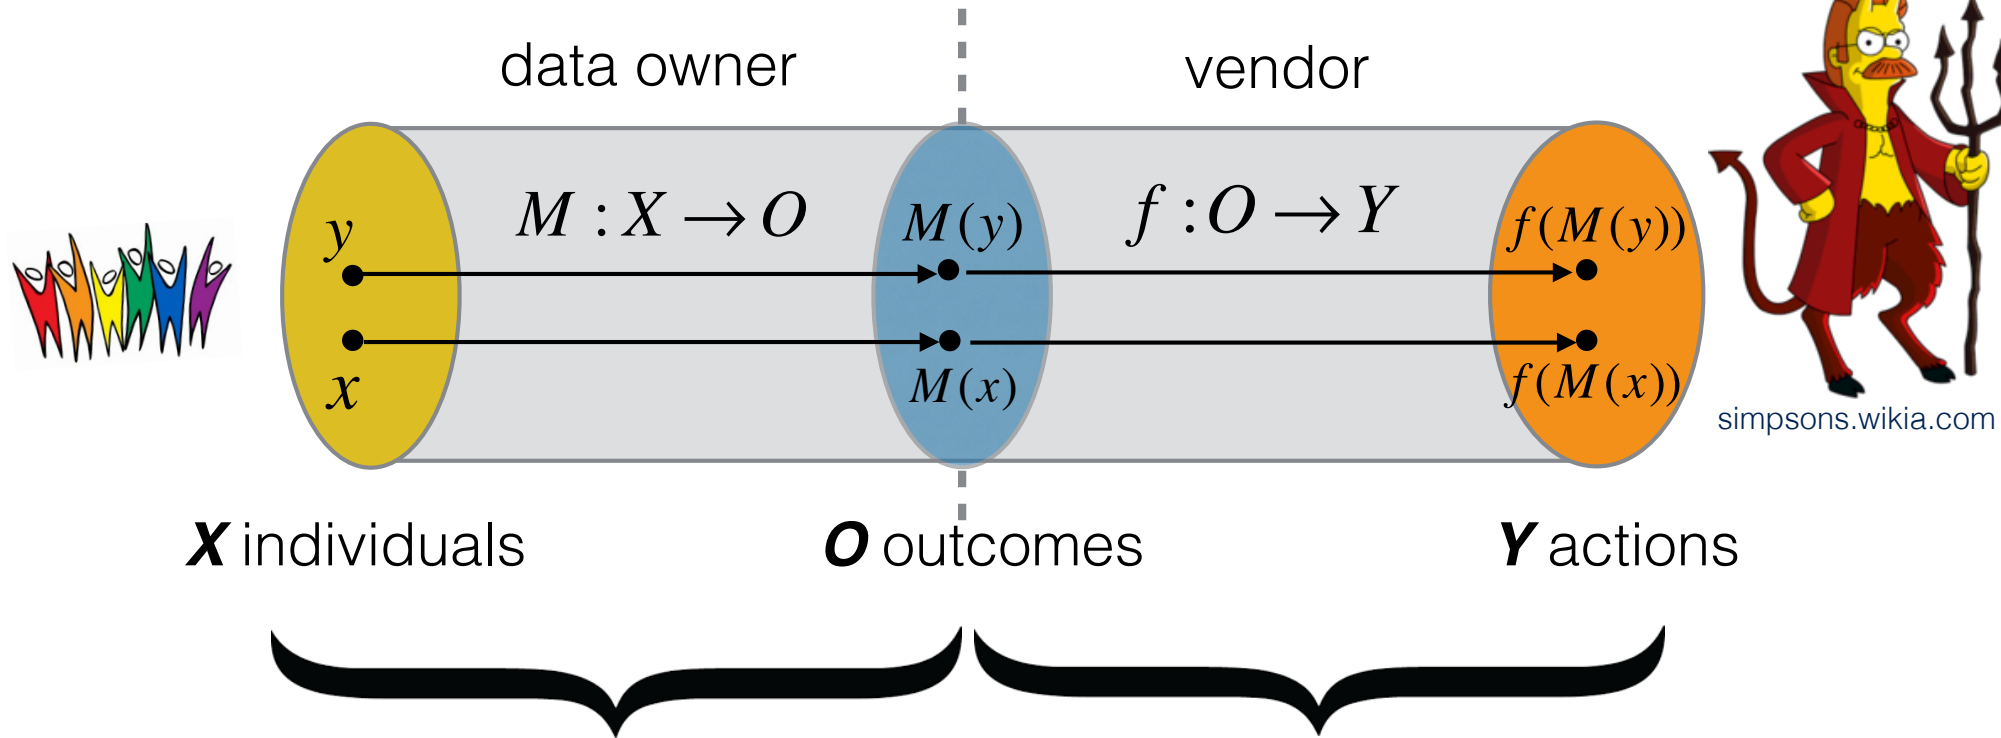 data owner
vendor
M : X → O
f : O → Y
y
M(y)
f(M(y))
x
M(x)
f(M(x))
simpsons.wikia.com
X individuals
O outcomes
Y actions